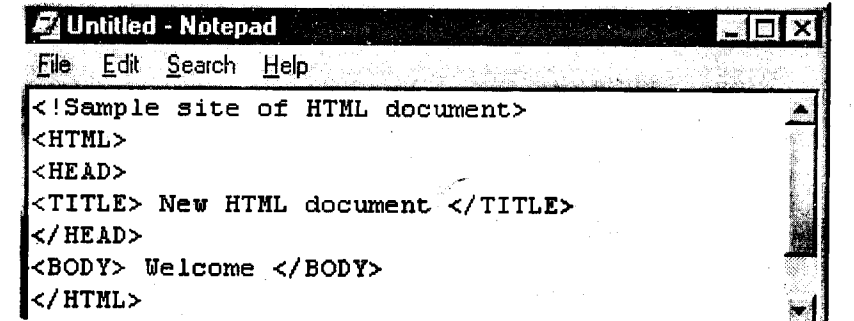 Untitled - Notepad
File Edit Search Help
<!Sample site of HTML document>
<HTML>
<HEAD>
<TITLE> New HTML document </TITLE>
</HEAD>
<BODY> Welcome </BODY>
</HTML>